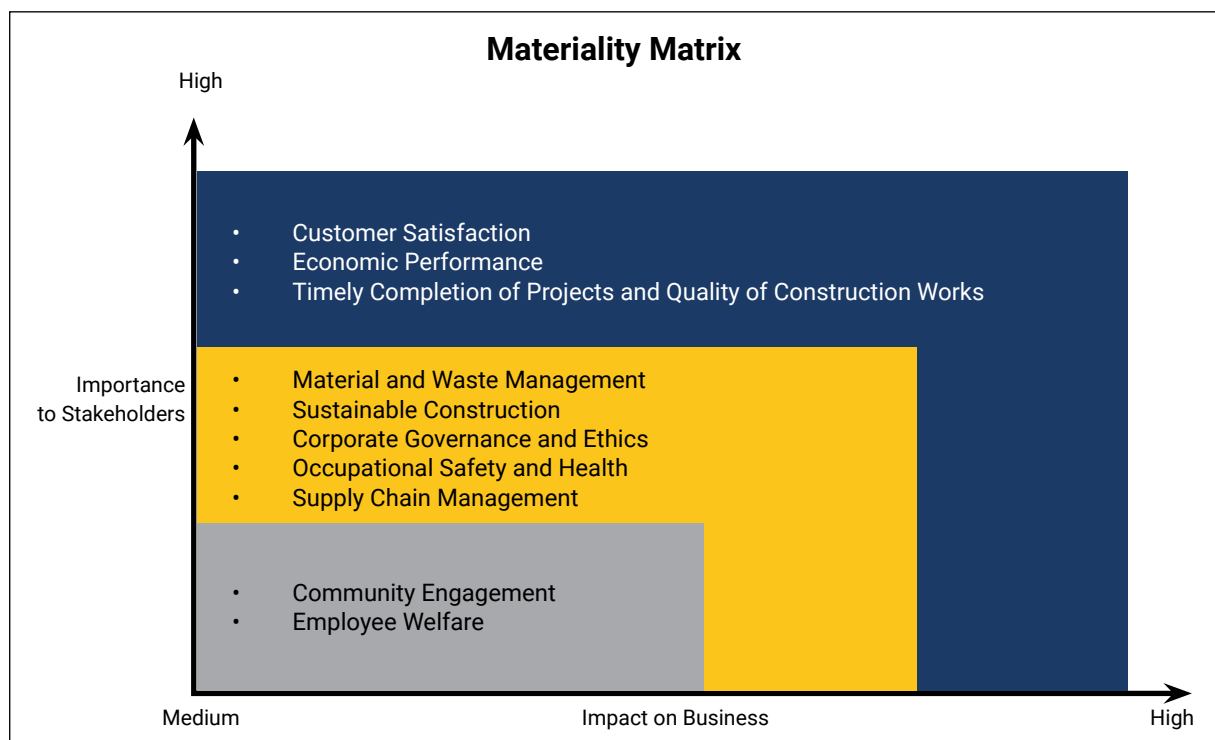 Materiality Matrix
High
• Customer Satisfaction
• Economic Performance
• Timely Completion of Projects and Quality of Construction Works
Importance
to Stakeholders
• Material and Waste Management
• Sustainable Construction
• Corporate Governance and Ethics
• Occupational Safety and Health
• Supply Chain Management
• Community Engagement
• Employee Welfare
Medium
Impact on Business
High